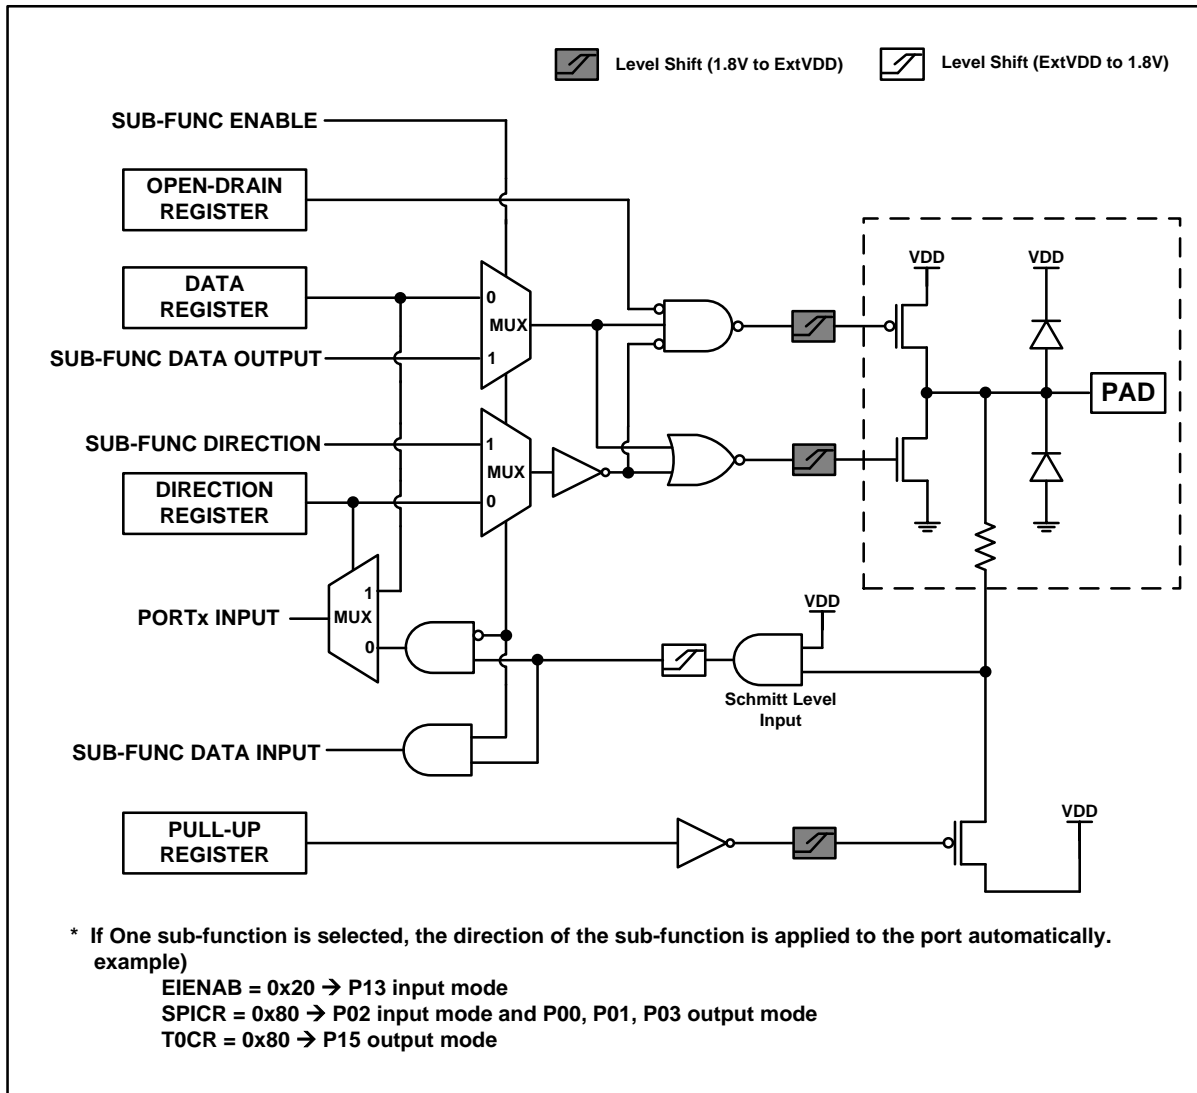 Level Shift (1.8V to ExtVDD)
Level Shift (ExtVDD to 1.8V)
SUB-FUNC ENABLE
OPEN-DRAIN
REGISTER
DATA
REGISTER
SUB-FUNC DATA OUTPUT
SUB-FUNC DIRECTION
DIRECTION
REGISTER
0
MUX
1
1
MUX
0
VDD
VDD
PAD
PORTx INPUT
1
MUX
0
VDD
Schmitt Level
Input
SUB-FUNC DATA INPUT
PULL-UP
REGISTER
VDD
* If One sub-function is selected, the direction of the sub-function is applied to the port automatically.
example)
EIENAB = 0x20 → P13 input mode
SPICR = 0x80 → P02 input mode and P00, P01, P03 output mode
T0CR = 0x80 → P15 output mode